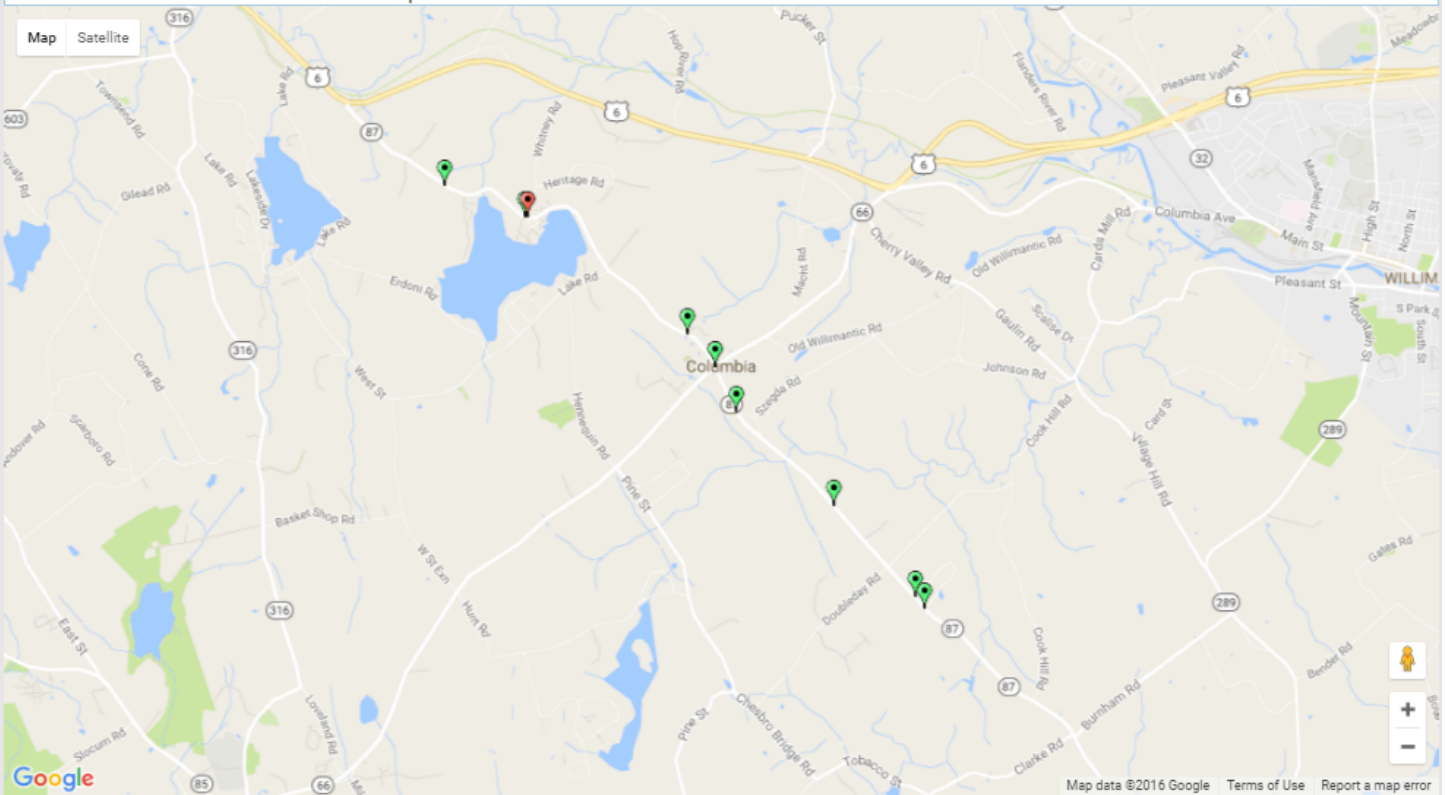 Map Satellite
316
Pucker St
Meadowbr
Hop River Rd
Flanders River Rd
Pleasant Valley Rd
6
6
6
6
Lake Rd
Townsend Rd
603
87
Whitney Rd
32
Mansfield Ave
Gilead Rd
Lake Rd
Lakeside Dr
Heritage Rd
High St
North St
66
Columbia Ave
Main St
Lake Rd
Cards Mill Rd
Cherry Valley Rd
Old Willimantic Rd
Macht Rd
Erdoni Rd
Lake Rd
Pleasant St
WILLIM
Mountain St
S Park S
South St
Scalise Dr
Gaulin Rd
Old Willimantic Rd
316
Columbia
Johnson Rd
Cone Rd
West St
Szegda Rd
Hennequin Rd
Cook Hill Rd
Card St
289
Andover Rd
Scarboro Rd
Village Hill Rd
Pine St
Basket Shop Rd
Gates Rd
W St Exn
Doubleday Rd
316
289
Hunt Rd
East St
87
Cook Hill Rd
Bender Rd
87
Burnham Rd
Loveland Rd
Pine St
Chesbro Bridge Rd
Slocum Rd
Clarke Rd
Tobacco St
85
66
Google
Map data ©2016 Google Terms of Use Report a map error